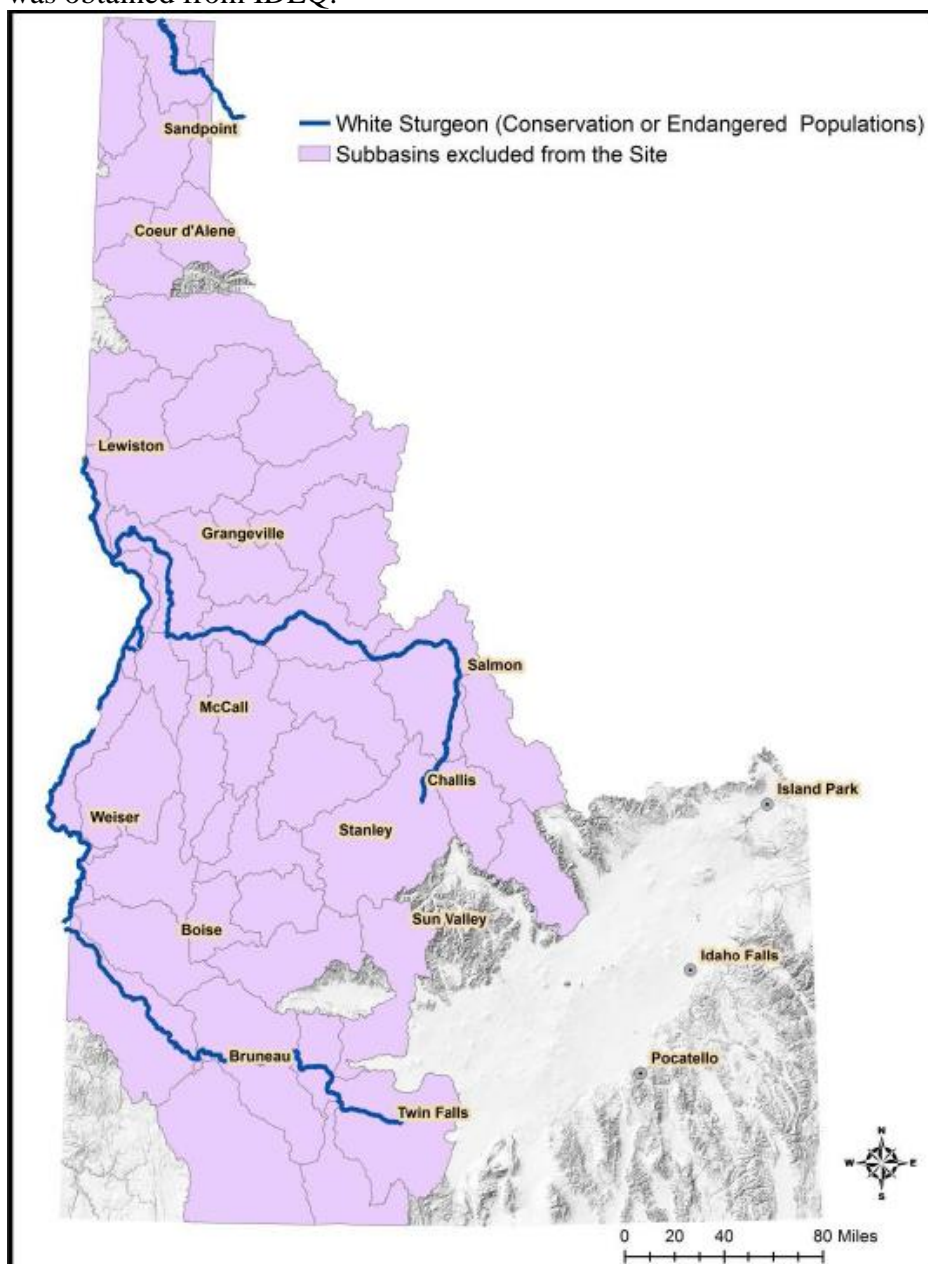 was obtained from IDEQ.
Sandpoint
White Sturgeon (Conservation or Endangered Populations)
Subbasins excluded from the Site
Coeur d'Alene
Lewiston
Grangeville
Salmon
McCall
Challis
Island Park
Weiser
Stanley
Sun Valley
Boise
Idaho Falls
Bruneau
Pocatello
Twin Falls
N
W
E
S
0 20 40 80 Miles